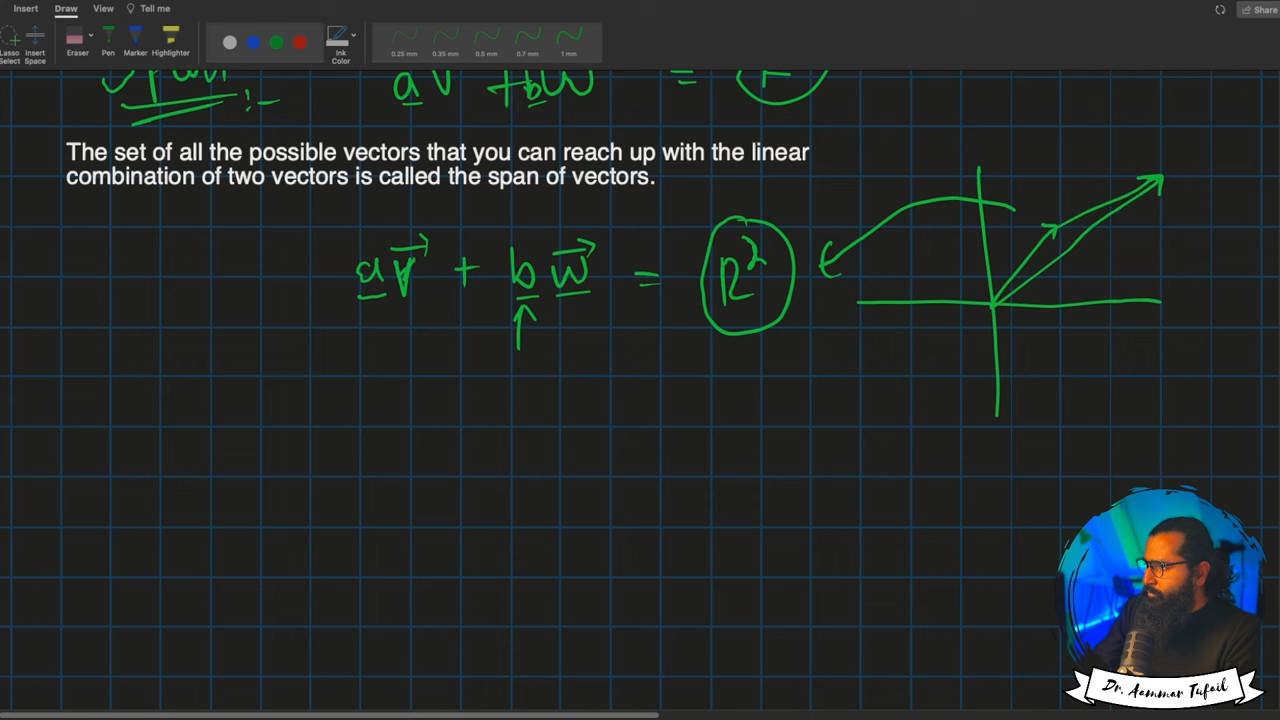 Insert Draw View Tell me Share
Lasso Select Insert Space Eraser Pen Marker Highlighter Ink Color 0.25 mm 0.35 mm 0.5 mm 0.7 mm 1 mm
a v + b w =
The set of all the possible vectors that you can reach up with the linear
combination of two vectors is called the span of vectors.
a v⃗ + b w⃗ = R²
Dr. Aammar Tufail